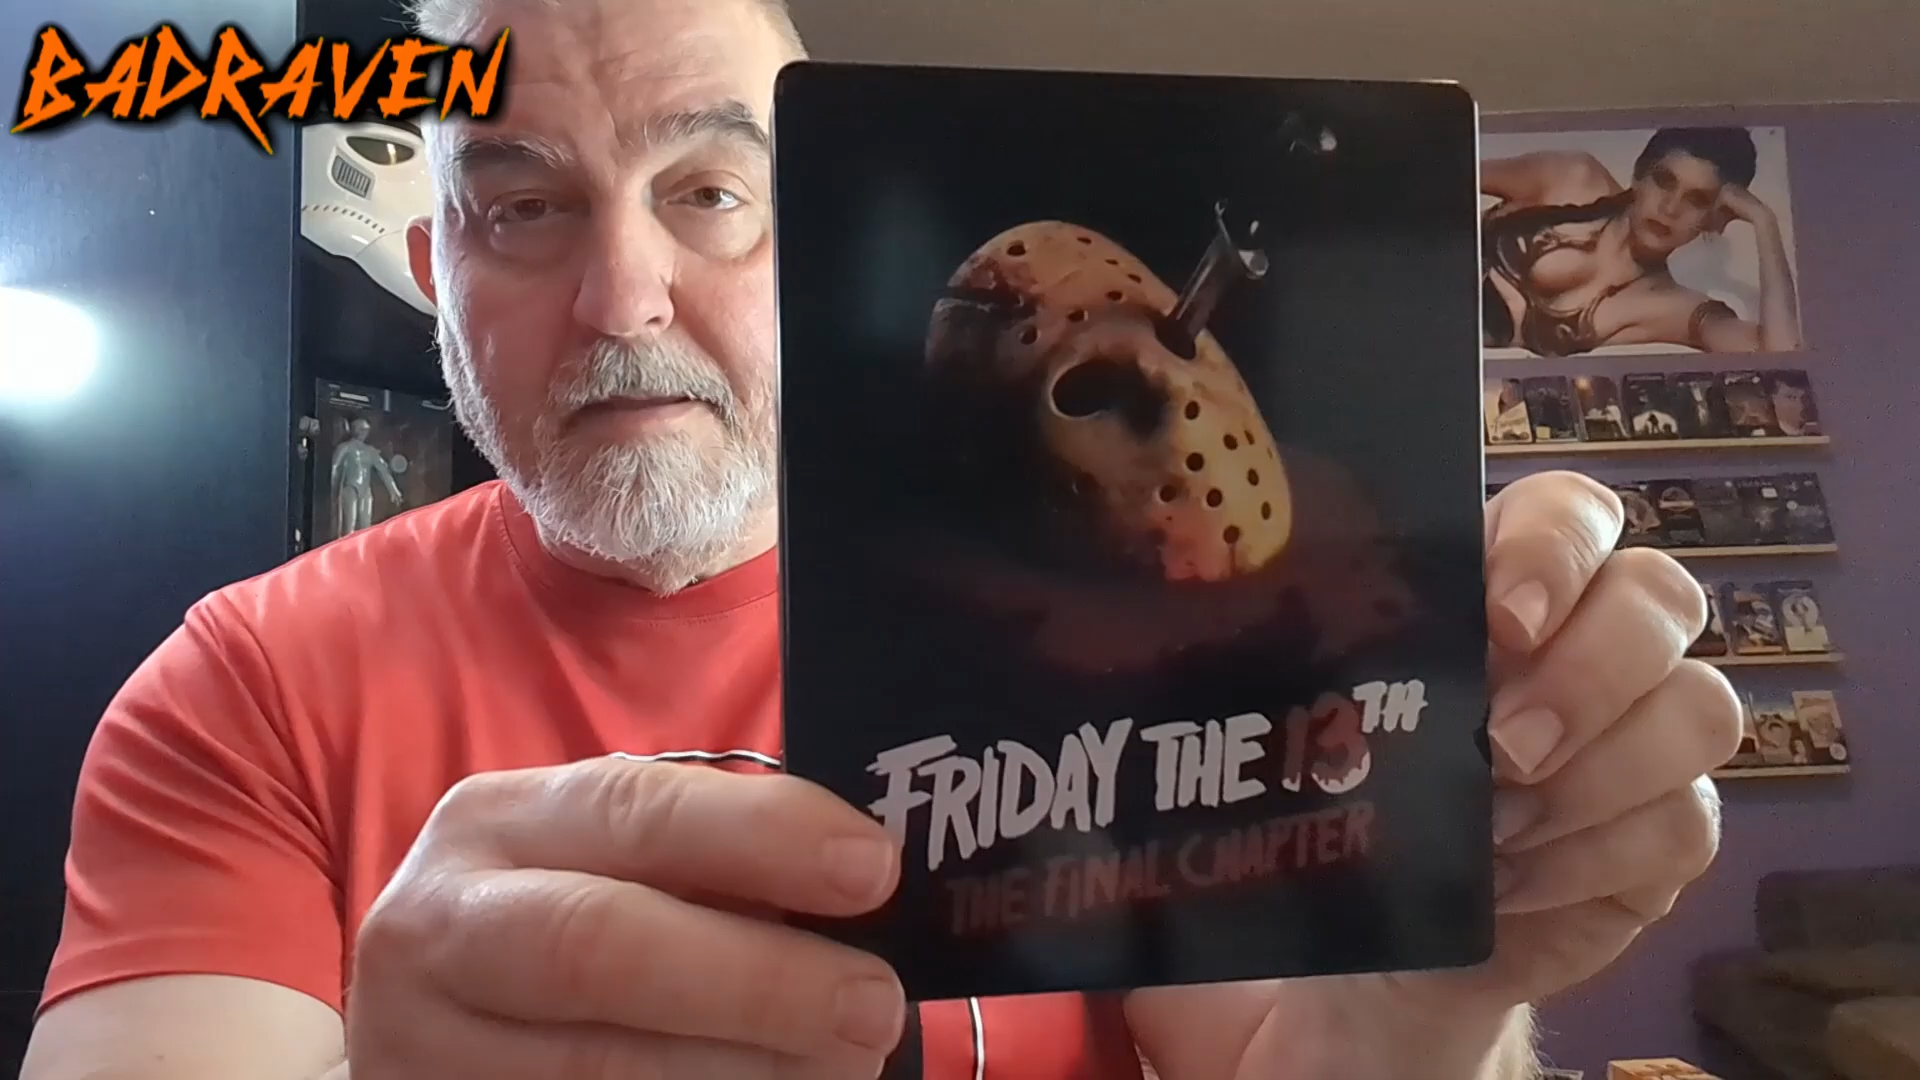 BADRAVEN
FRIDAY THE 13TH
THE FINAL CHAPTER